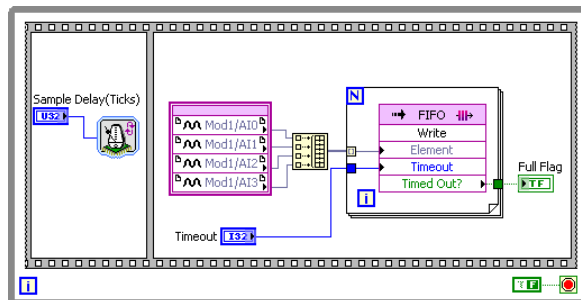 Sample Delay(Ticks)
U32
Mod1/AI0
Mod1/AI1
Mod1/AI2
Mod1/AI3
Timeout
I32
N
FIFO
Write
Element
Timeout
Timed Out?
i
Full Flag
TF
i
T F